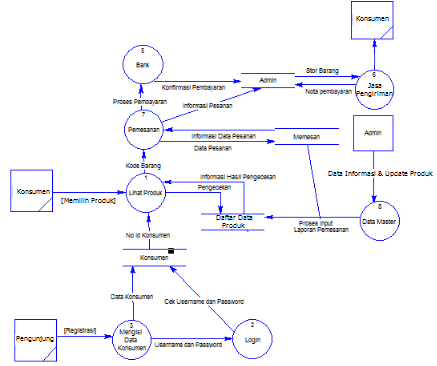 Konsumen
5
Bank
Konfirmasi Pembayaran
Admin
Stor Barang
6
Jasa
Pengiriman
Nota pembayaran
Proses Pembayaran
Informasi Pesanan
7
Pemesanan
Informasi Data Pesanan
Data Pesanan
Memesan
Admin
Kode Barang
Informasi Hasil Pengecekan
Pengecekan
Data Informasi & Update Produk
Konsumen
[Memilih Produk]
1
Lihat Produk
Daftar Data
Produk
8
Data Master
Proses Input
Laporan Pemesanan
No Id Konsumen
Konsumen
Data Konsumen
Cek Username dan Password
Pengunjung
[Registrasi]
3
Mengisi
Data
Konsumen
Username dan Password
2
Login